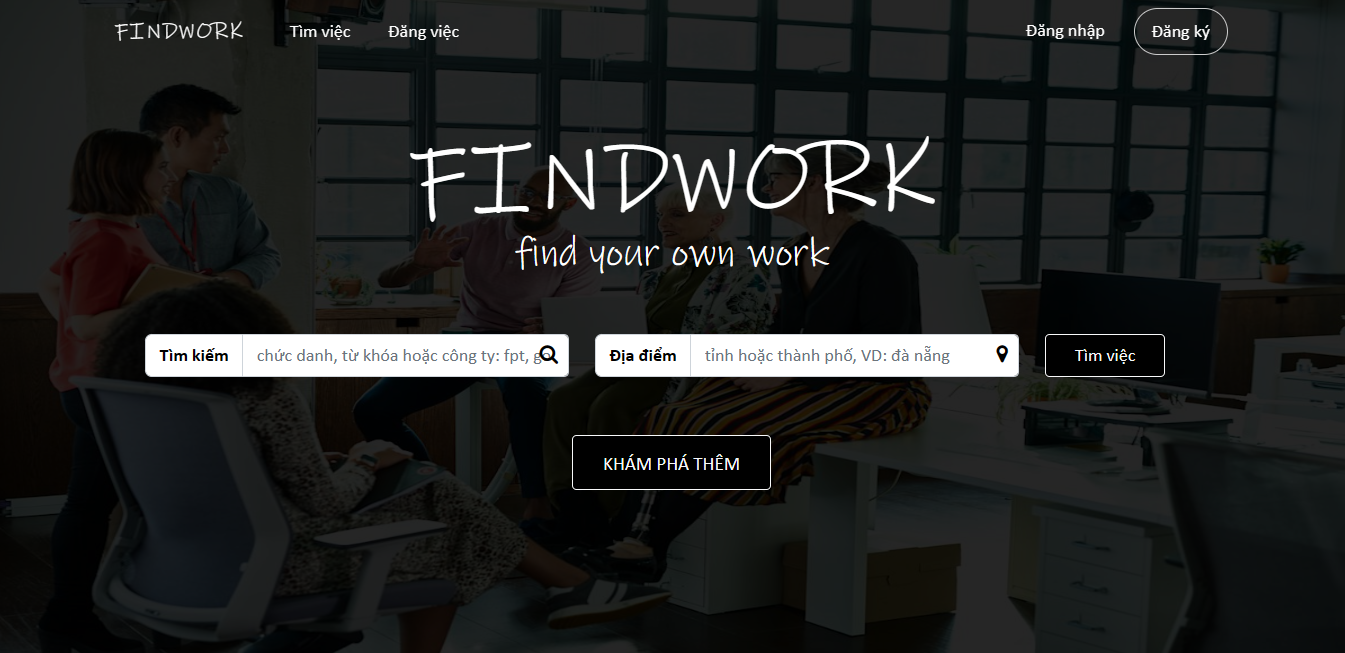 FINDWORK Tìm việc Đăng việc Đăng nhập Đăng ký
FINDWORK
find your own work
Tìm kiếm chức danh, từ khóa hoặc công ty: fpt, Địa điểm tỉnh hoặc thành phố, VD: đà nẵng Tìm việc
KHÁM PHÁ THÊM